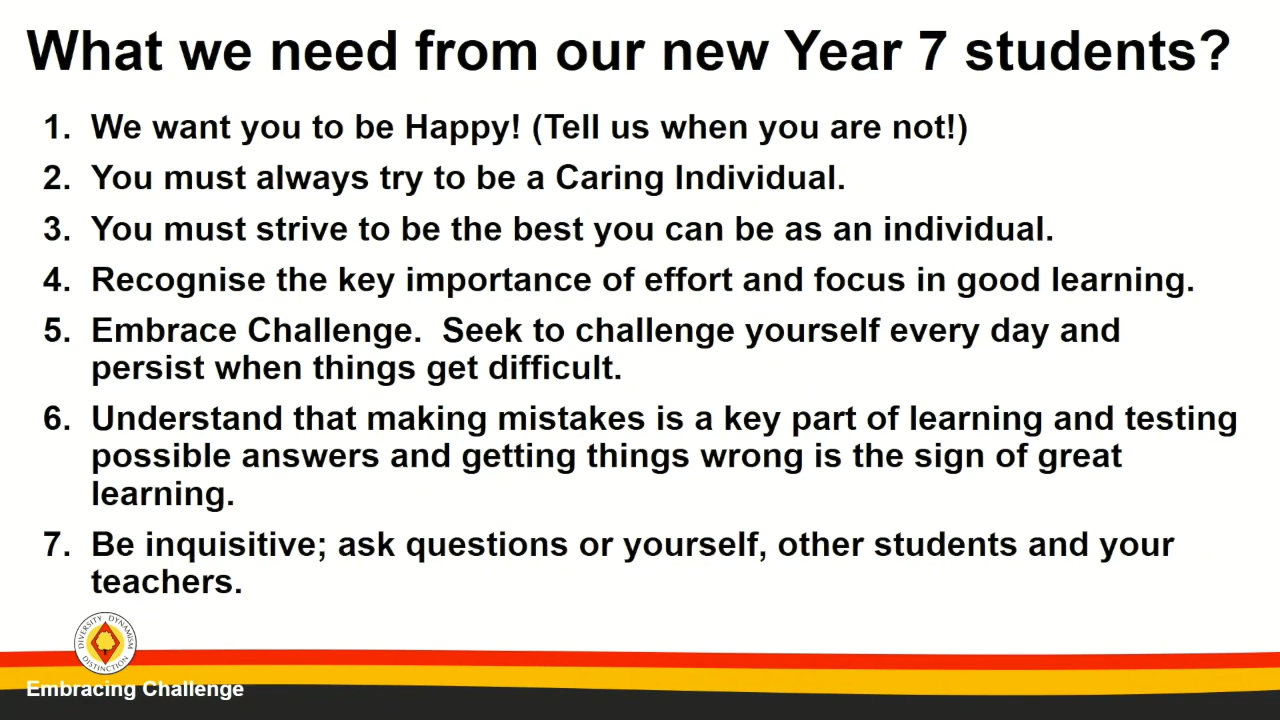 What we need from our new Year 7 students?
1. We want you to be Happy! (Tell us when you are not!)
2. You must always try to be a Caring Individual.
3. You must strive to be the best you can be as an individual.
4. Recognise the key importance of effort and focus in good learning.
5. Embrace Challenge.  Seek to challenge yourself every day and
persist when things get difficult.
6. Understand that making mistakes is a key part of learning and testing
possible answers and getting things wrong is the sign of great
learning.
7. Be inquisitive; ask questions or yourself, other students and your
teachers.
DIVERSITY DYNAMISM
DISTINCTION
Embracing Challenge